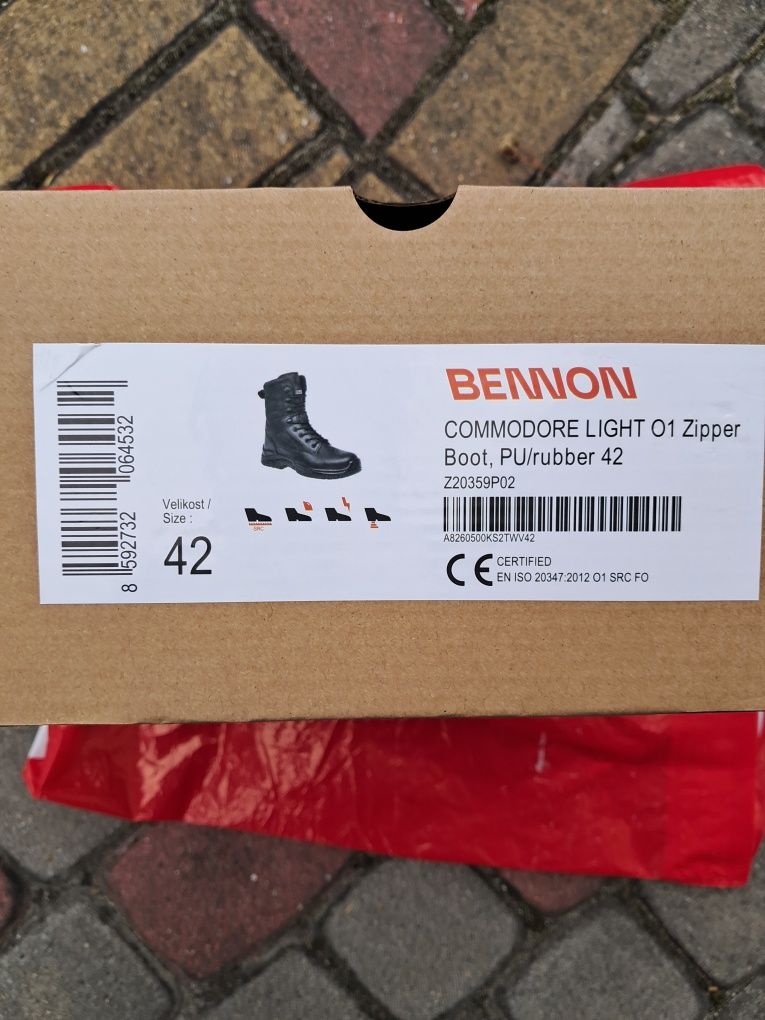 BENNON
COMMODORE LIGHT O1 Zipper
Boot, PU/rubber 42
Z20359P02
A8260500KS2TWV42
CE CERTIFIED
EN ISO 20347:2012 O1 SRC FO
Velikost /
Size :
42
SRC
8 592732 064532